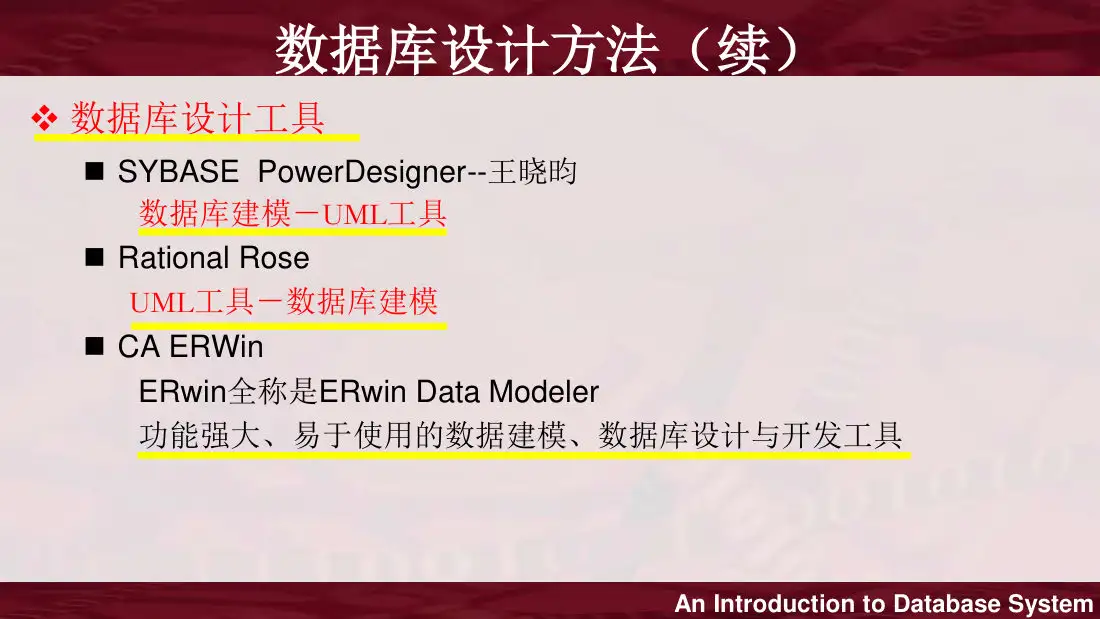 数据库设计方法（续）
数据库设计工具
SYBASE PowerDesigner--王晓昀
数据库建模－UML工具
Rational Rose
UML工具－数据库建模
CA ERWin
ERwin全称是ERwin Data Modeler
功能强大、易于使用的数据建模、数据库设计与开发工具
An Introduction to Database System